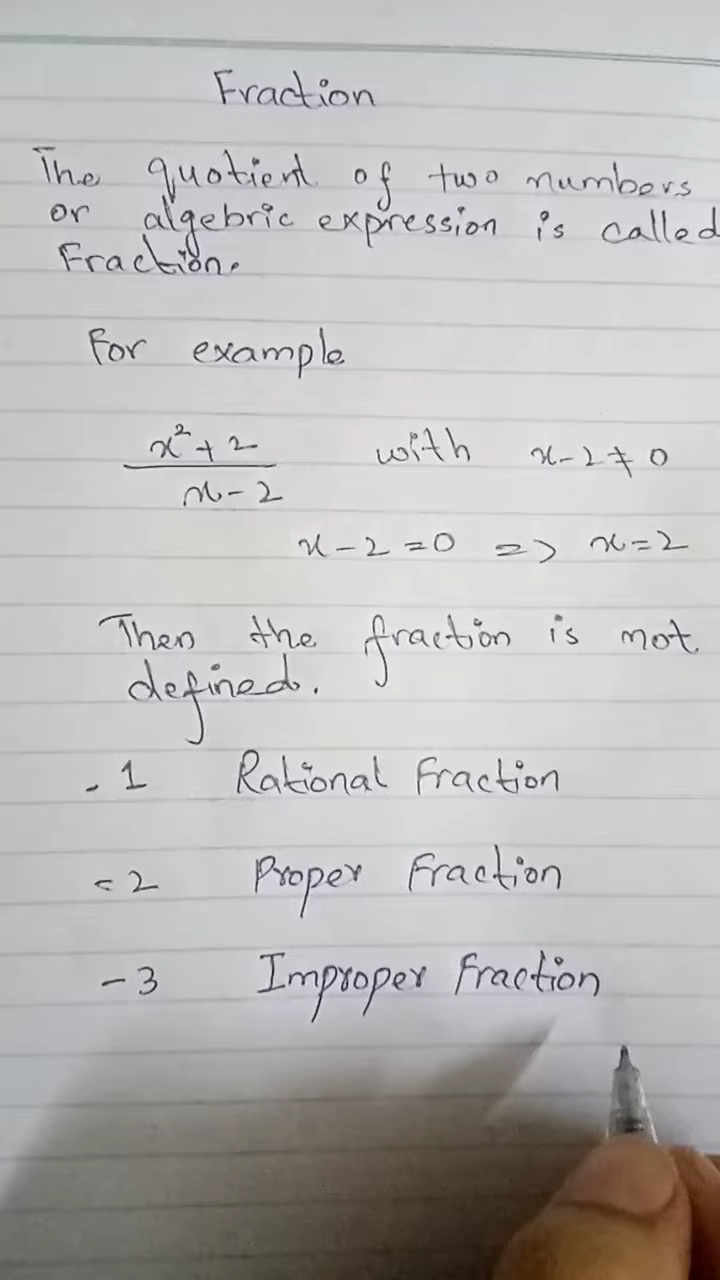 Fraction
The quotient of two numbers
or algebric expression is called
Fraction.
For example
x²+2 / x-2 with x-2≠0
x-2=0 => x=2
Then the fraction is not
defined.
-1 Rational Fraction
-2 Proper Fraction
-3 Improper Fraction